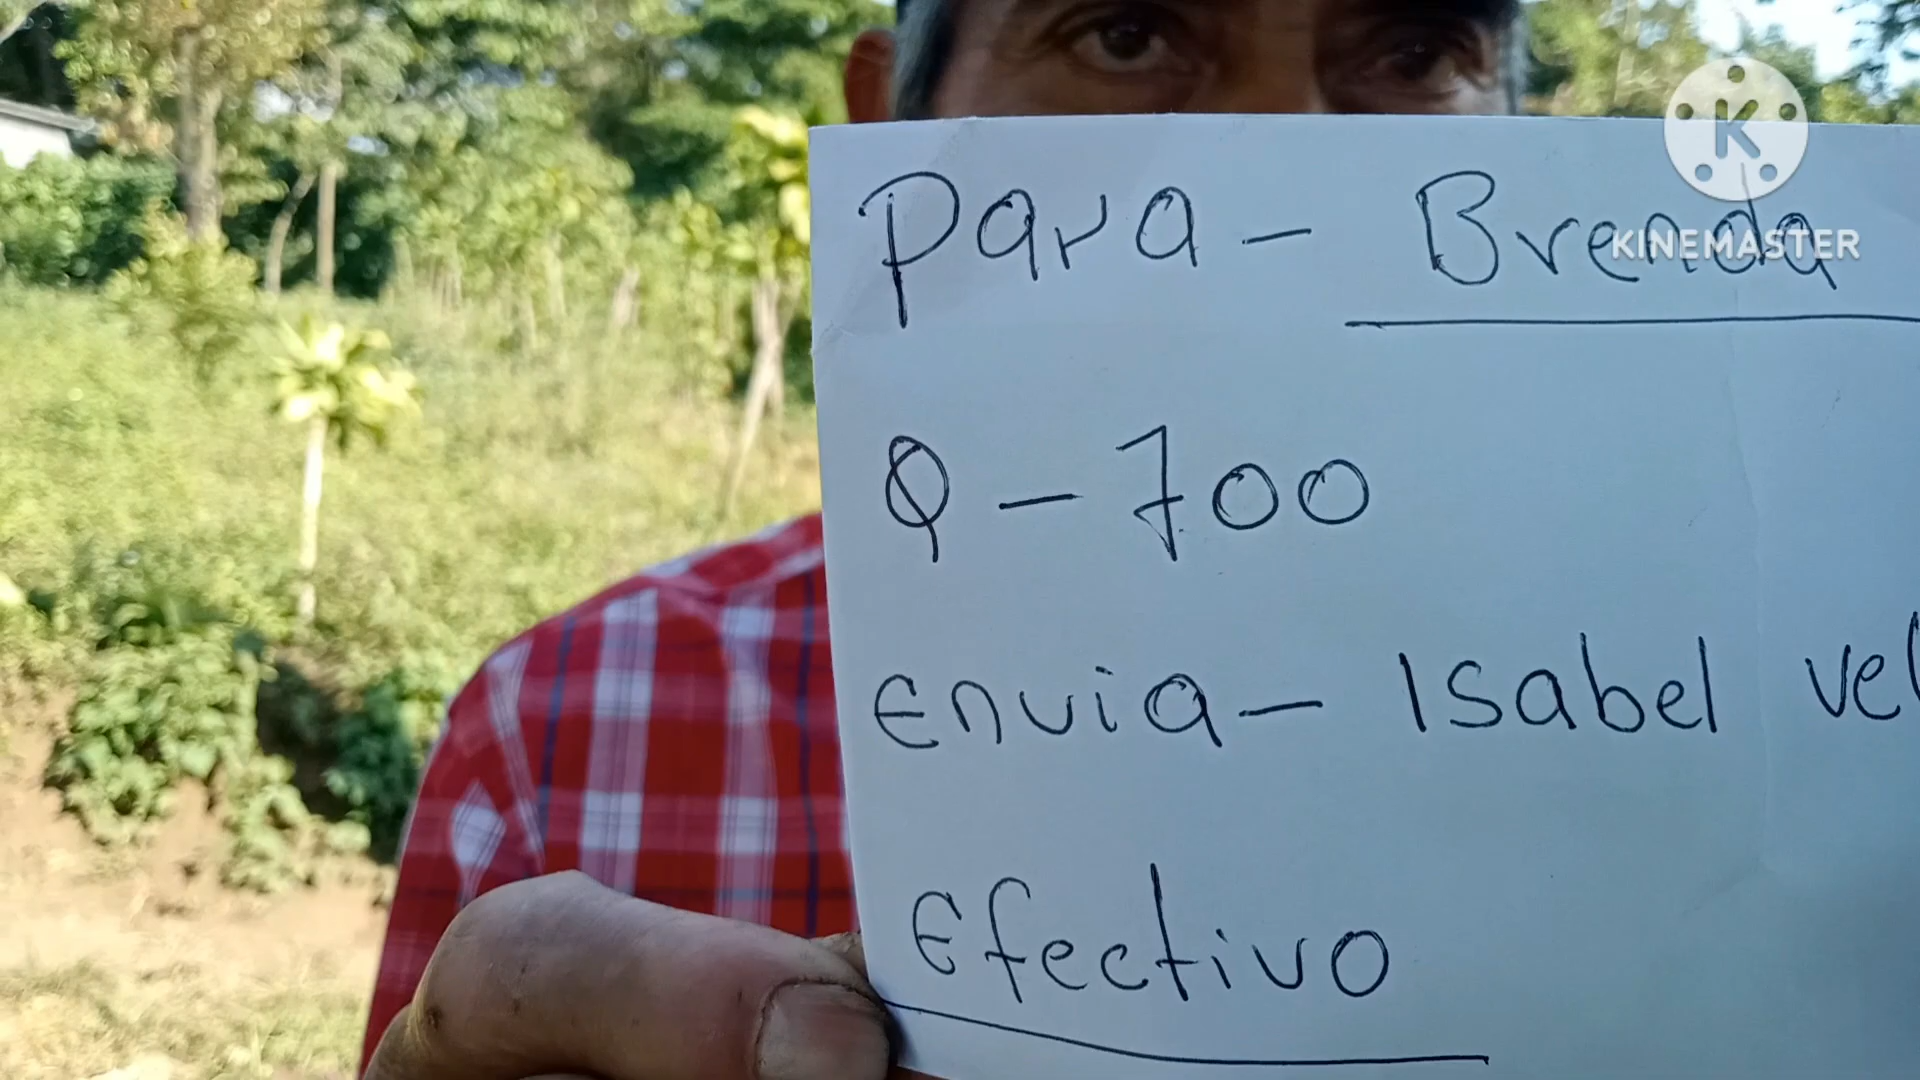 Para - Brenda
Q - 700
Envia - Isabel
Efectivo
K
KINEMASTER